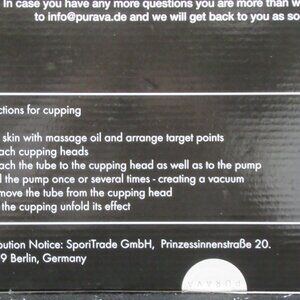 In case you have any more questions you are more than w
to info@purava.de and we will get back to you as so
ctions for cupping
skin with massage oil and arrange target points
ach cupping heads
ach the tube to the cupping head as well as to the pump
the pump once or several times - creating a vacuum
move the tube from the cupping head
the cupping unfold its effect
bution Notice: SporiTrade GmbH, Prinzessinnenstraße 20.
9 Berlin, Germany
PURAVA